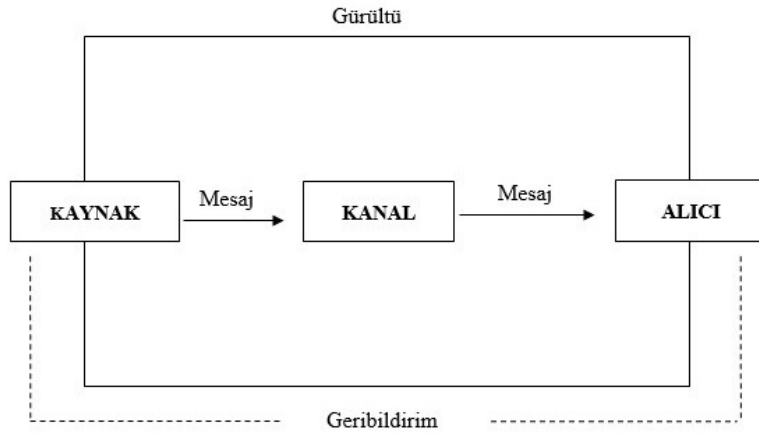 Gürültü
Mesaj
Mesaj
KAYNAK
KANAL
ALICI
Geribildirim